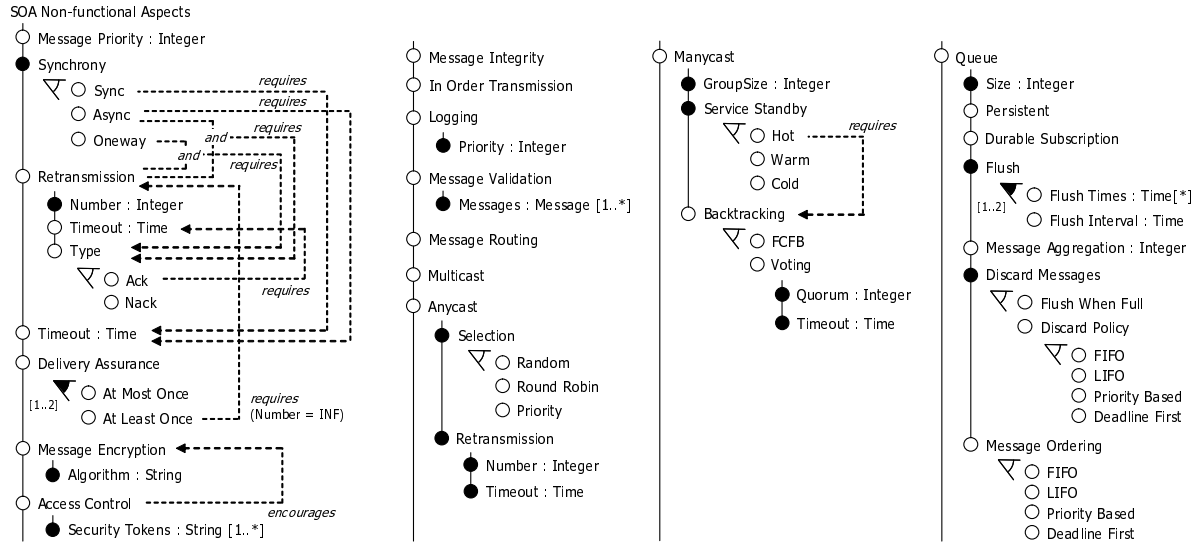 SOA Non-functional Aspects
Message Priority : Integer
Synchrony
Sync
requires
Async
requires
and
requires
Oneway
and
requires
Retransmission
Number : Integer
Timeout : Time
Type
Ack
requires
Nack
Timeout : Time
Delivery Assurance
[1..2]
At Most Once
At Least Once
requires
(Number = INF)
Message Encryption
Algorithm : String
Access Control
encourages
Security Tokens : String [1..*]
Message Integrity
In Order Transmission
Logging
Priority : Integer
Message Validation
Messages : Message [1..*]
Message Routing
Multicast
Anycast
Selection
Random
Round Robin
Priority
Retransmission
Number : Integer
Timeout : Time
Manycast
GroupSize : Integer
Service Standby
Hot
requires
Warm
Cold
Backtracking
FCFB
Voting
Quorum : Integer
Timeout : Time
Queue
Size : Integer
Persistent
Durable Subscription
Flush
[1..2]
Flush Times : Time[*]
Flush Interval : Time
Message Aggregation : Integer
Discard Messages
Flush When Full
Discard Policy
FIFO
LIFO
Priority Based
Deadline First
Message Ordering
FIFO
LIFO
Priority Based
Deadline First